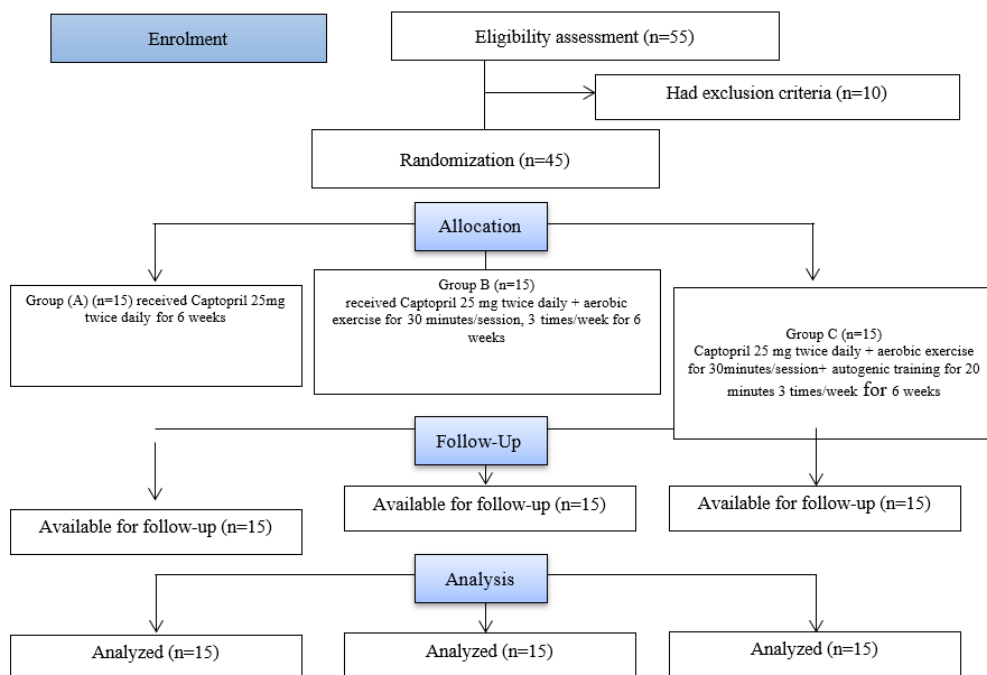 Enrolment
Eligibility assessment (n=55)
Had exclusion criteria (n=10)
Randomization (n=45)
Allocation
Group (A) (n=15) received Captopril 25mg
twice daily for 6 weeks
Group B (n=15)
received Captopril 25 mg twice daily + aerobic
exercise for 30 minutes/session, 3 times/week for 6
weeks
Group C (n=15)
Captopril 25 mg twice daily + aerobic exercise
for 30minutes/session+ autogenic training for 20
minutes 3 times/week for 6 weeks
Follow-Up
Available for follow-up (n=15)
Available for follow-up (n=15)
Available for follow-up (n=15)
Analysis
Analyzed (n=15)
Analyzed (n=15)
Analyzed (n=15)